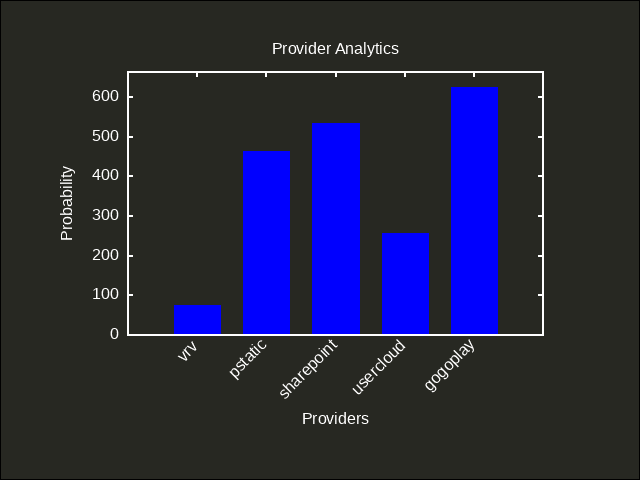 Provider Analytics
Probability
600
500
400
300
200
100
0
vrv
pstatic
sharepoint
usercloud
gogoplay
Providers